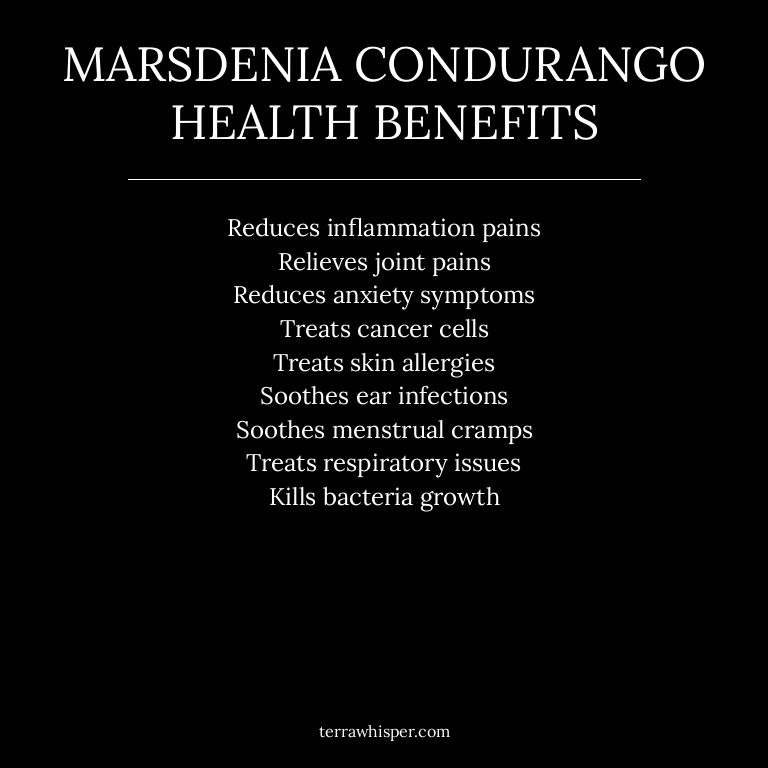 MARSDENIA CONDURANGO
HEALTH BENEFITS
Reduces inflammation pains
Relieves joint pains
Reduces anxiety symptoms
Treats cancer cells
Treats skin allergies
Soothes ear infections
Soothes menstrual cramps
Treats respiratory issues
Kills bacteria growth
terrawhisper.com